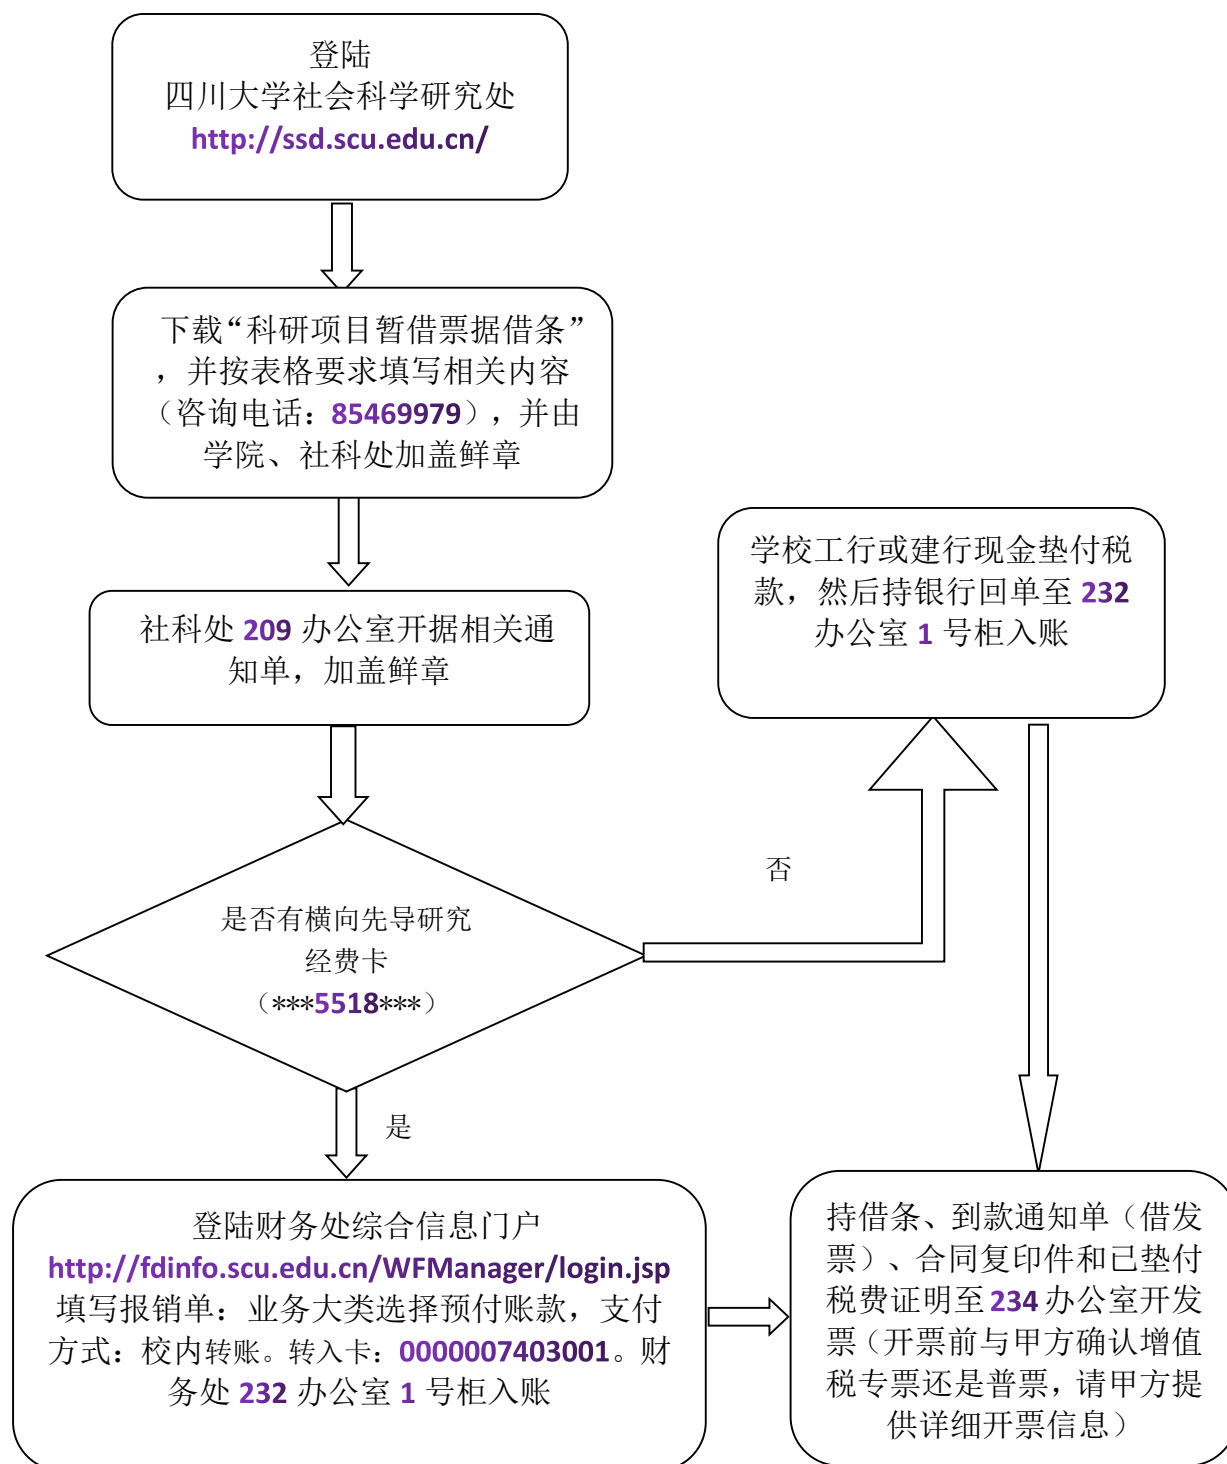 登陆
四川大学社会科学研究处
http://ssd.scu.edu.cn/
下载“科研项目暂借票据借条”
，并按表格要求填写相关内容
（咨询电话：85469979），并由
学院、社科处加盖鲜章
社科处 209 办公室开据相关通
知单，加盖鲜章
学校工行或建行现金垫付税
款，然后持银行回单至 232
办公室 1 号柜入账
否
是否有横向先导研究
经费卡
（***5518***）
是
登陆财务处综合信息门户
http://fdinfo.scu.edu.cn/WFManager/login.jsp
填写报销单：业务大类选择预付账款，支付
方式：校内转账。转入卡：0000007403001。财
务处 232 办公室 1 号柜入账
持借条、到款通知单（借发
票）、合同复印件和已垫付
税费证明至 234 办公室开发
票（开票前与甲方确认增值
税专票还是普票，请甲方提
供详细开票信息）